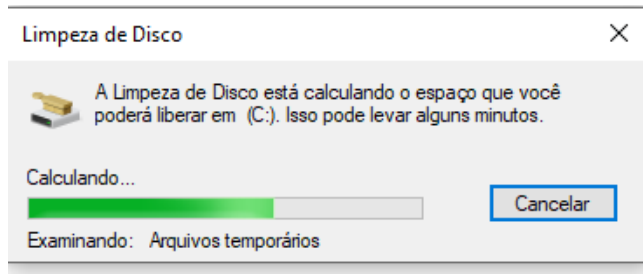 Limpeza de Disco
A Limpeza de Disco está calculando o espaço que você
poderá liberar em  (C:). Isso pode levar alguns minutos.
Calculando...
Cancelar
Examinando:   Arquivos temporários